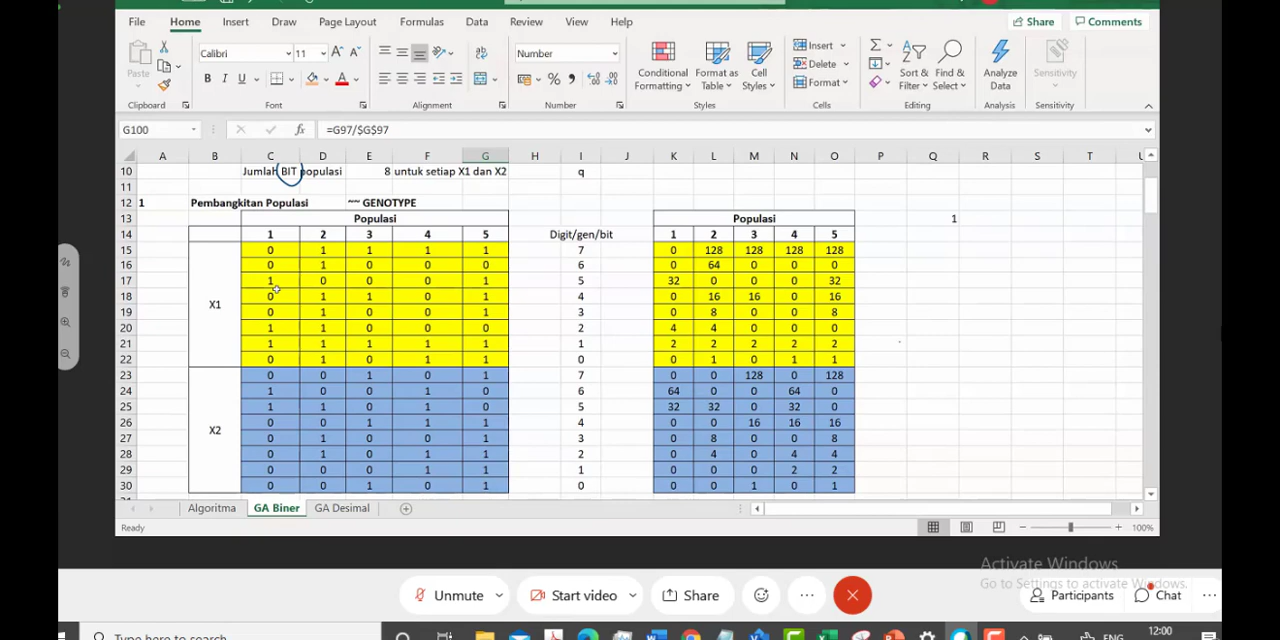 File Home Insert Draw Page Layout Formulas Data Review View Help Share Comments
Calibri 11 Number Insert
Paste B I U Conditional Formatting Format as Table Cell Styles Delete Format Sort & Filter Find & Select Analyze Data Sensitivity
Clipboard Font Alignment Number Styles Cells Editing Analysis Sensitivity
G100 fx =G97/$G$97
A B C D E F G H I J K L M N O P Q R S T U
10 Jumlah BIT populasi 8 untuk setiap X1 dan X2 q
11
12 1 Pembangkitan Populasi ~~ GENOTYPE
13 Populasi Populasi 1
14 1 2 3 4 5 Digit/gen/bit 1 2 3 4 5
15 0 1 1 1 1 7 0 128 128 128 128
16 0 1 0 0 0 6 0 64 0 0 0
17 1 0 0 0 1 5 32 0 0 0 32
18 X1 0 1 1 0 1 4 0 16 16 0 16
19 0 1 0 0 1 3 0 8 0 0 8
20 1 1 0 0 0 2 4 4 0 0 0
21 1 1 1 1 1 1 2 2 2 2 2
22 0 1 0 1 1 0 0 1 0 1 1
23 0 0 1 0 1 7 0 0 128 0 128
24 1 0 0 1 0 6 64 0 0 64 0
25 1 1 0 1 0 5 32 32 0 32 0
26 X2 0 0 1 1 1 4 0 0 16 16 16
27 0 1 0 0 1 3 0 8 0 0 8
28 0 1 0 1 1 2 0 4 0 4 4
29 0 0 0 1 1 1 0 0 0 2 2
30 0 0 1 0 1 0 0 0 1 0 1
Algoritma GA Biner GA Desimal
Ready 100%
Activate Windows
Go to Settings to activate Windows.
Unmute Start video Share Participants Chat
Type here to search ENG 12:00